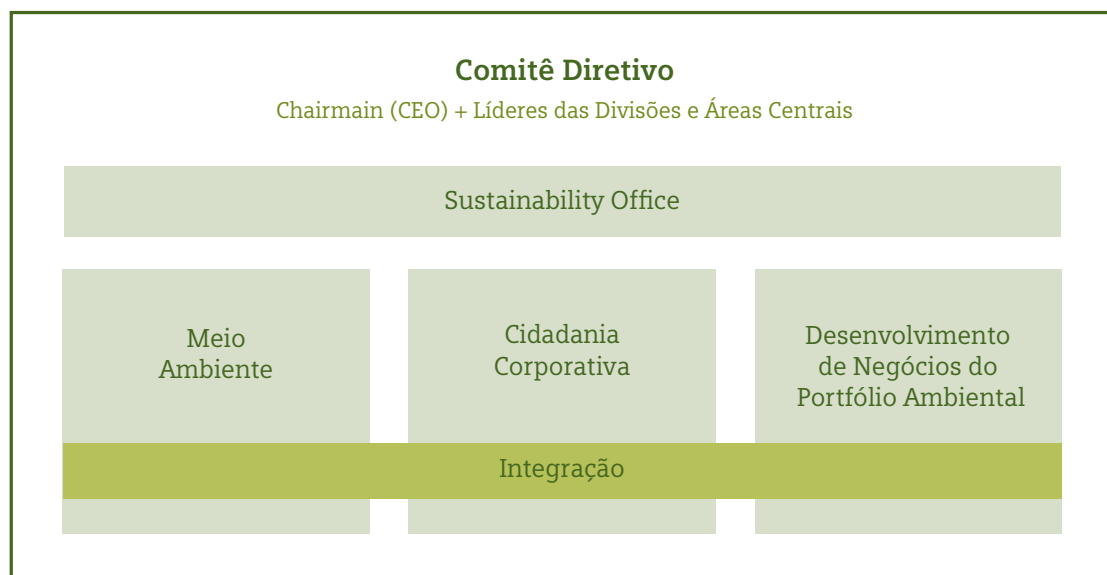 Comitê Diretivo
Chairmain (CEO) + Líderes das Divisões e Áreas Centrais
Sustainability Office
Meio
Ambiente
Cidadania
Corporativa
Desenvolvimento
de Negócios do
Portfólio Ambiental
Integração